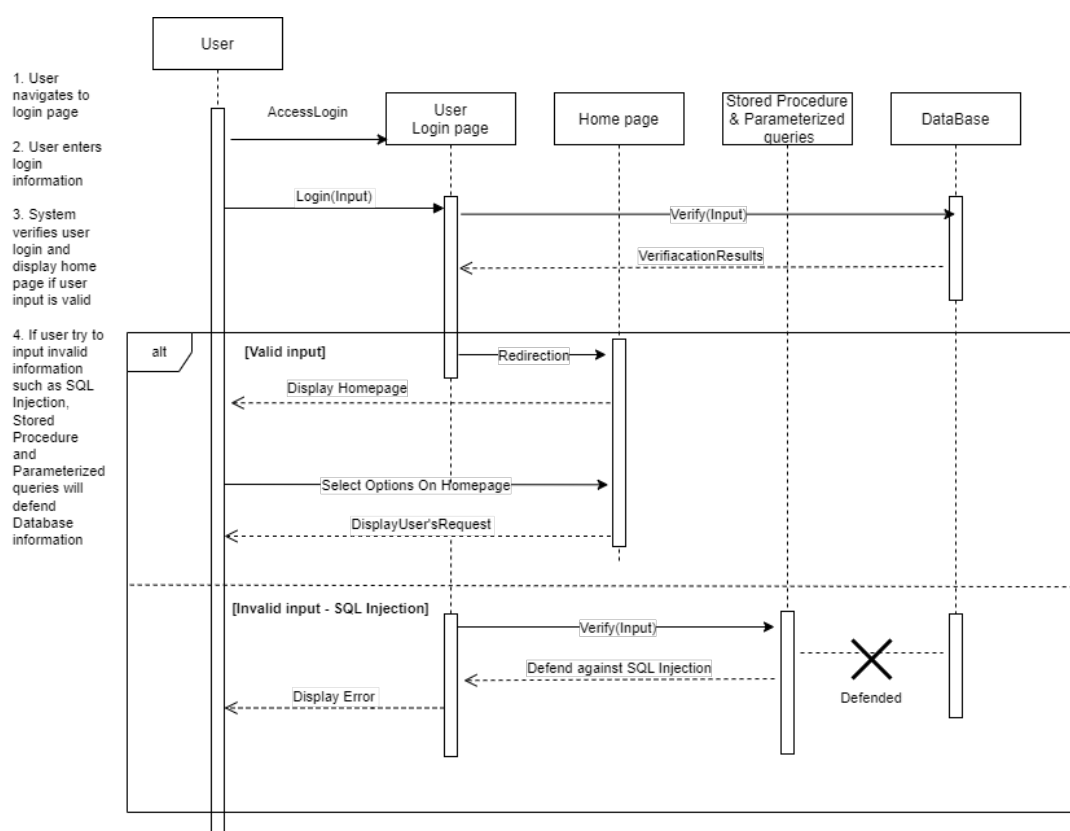 User
1. User
navigates to
login page
2. User enters
login
information
3. System
verifies user
login and
display home
page if user
input is valid
4. If user try to
input invalid
information
such as SQL
Injection,
Stored
Procedure
and
Parameterized
queries will
defend
Database
information
AccessLogin
User
Login page
Home page
Stored Procedure
& Parameterized
queries
DataBase
Login(Input)
Verify(Input)
VerifiacationResults
alt
[Valid input]
Redirection
Display Homepage
Select Options On Homepage
DisplayUser'sRequest
[Invalid input - SQL Injection]
Verify(Input)
Defend against SQL Injection
Display Error
Defended